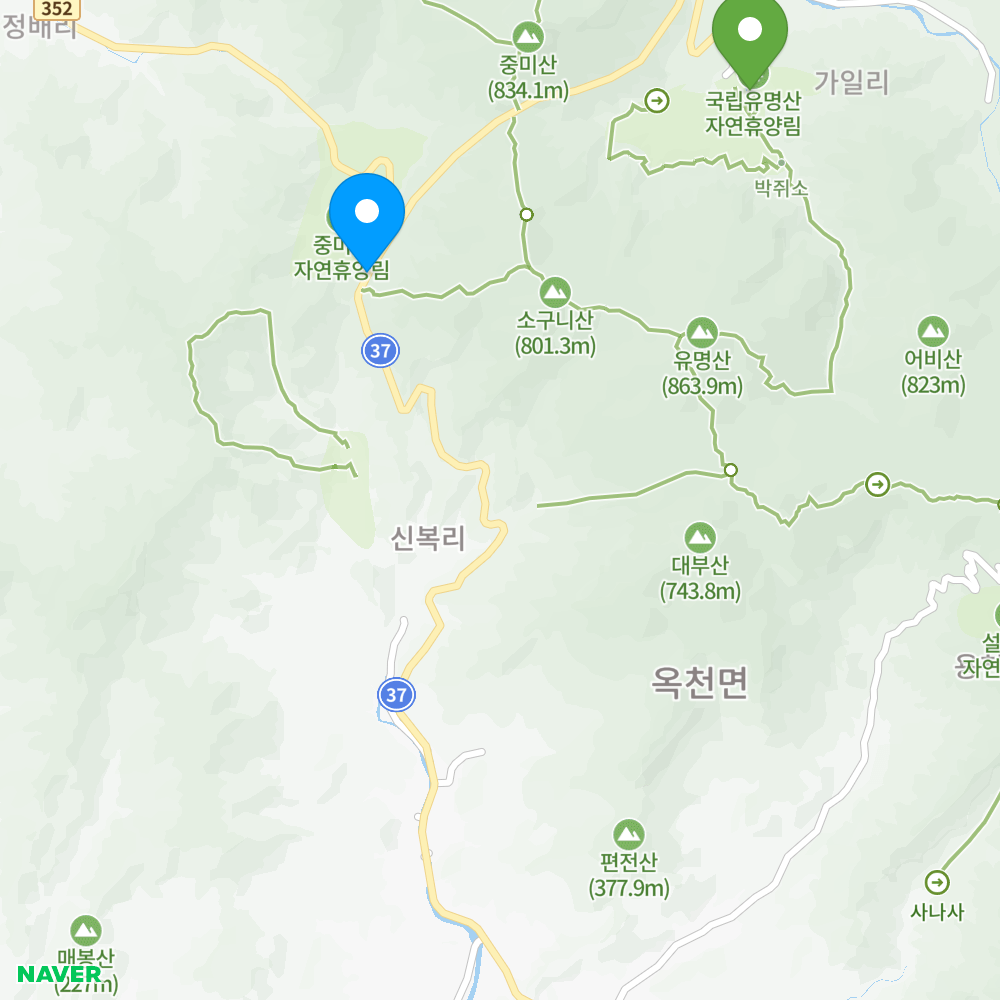 352
정배리
중미산
(834.1m)
가일리
국립유명산
자연휴양림
박쥐소
자연휴양림
소구니산
(801.3m)
37
유명산
(863.9m)
어비산
(823m)
신복리
대부산
(743.8m)
옥천면
자연
37
편전산
(377.9m)
사나사
매봉산
(227m)
NAVER